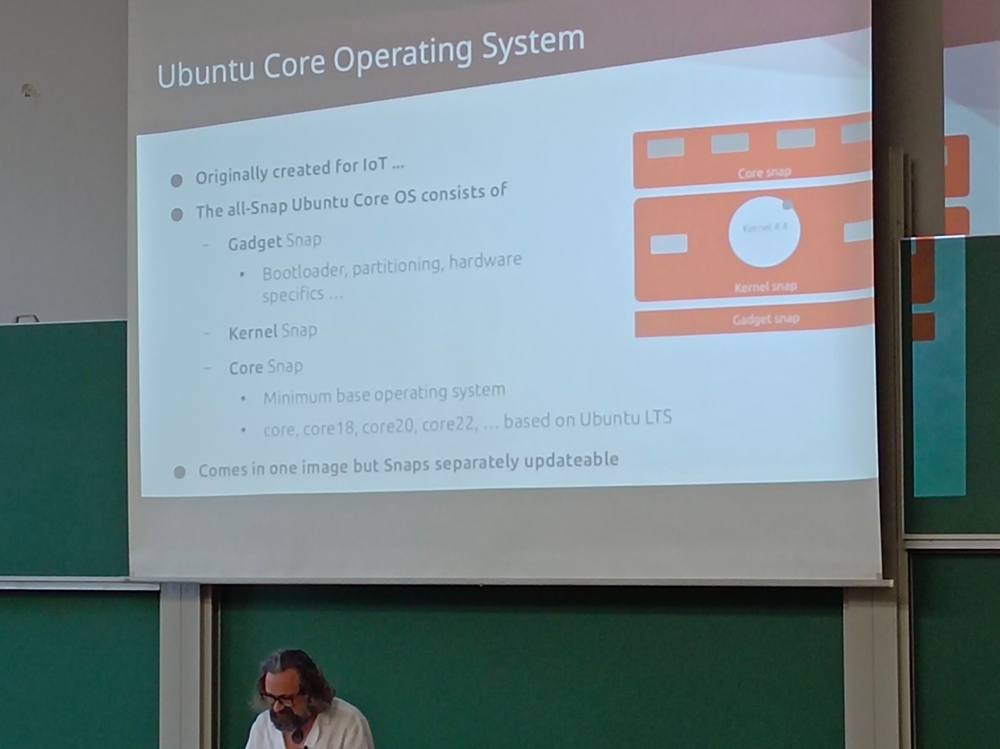 Ubuntu Core Operating System
Originally created for IoT ...
The all-Snap Ubuntu Core OS consists of
– Gadget Snap
• Bootloader, partitioning, hardware
specifics ...
– Kernel Snap
– Core Snap
• Minimum base operating system
• core, core18, core20, core22, ... based on Ubuntu LTS
Comes in one image but Snaps separately updateable
Core snap
Kernel 4.4
Kernel snap
Gadget snap